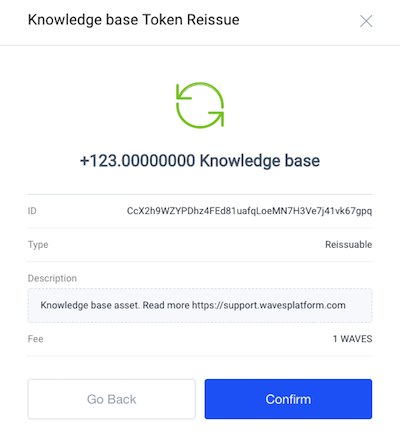 Knowledge base Token Reissue
+123.00000000 Knowledge base
ID CcX2h9WZYPDhz4FEd81uafqLoeMN7H3Ve7j41vk67gpq
Type Reissuable
Description
Knowledge base asset. Read more https://support.wavesplatform.com
Fee 1 WAVES
Go Back Confirm